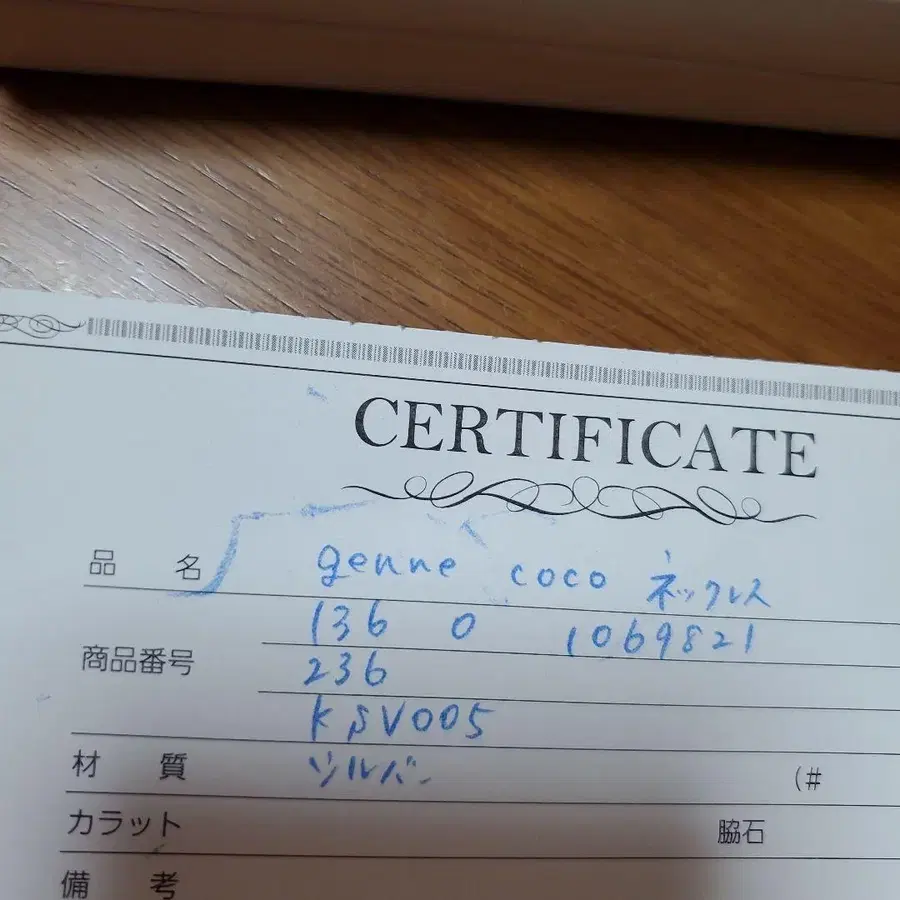 CERTIFICATE
品 名 genne coco ネックレス
136 0 1069821
商品番号 236
KSV005
材 質 シルバー (#
カラット 脇石
備 考